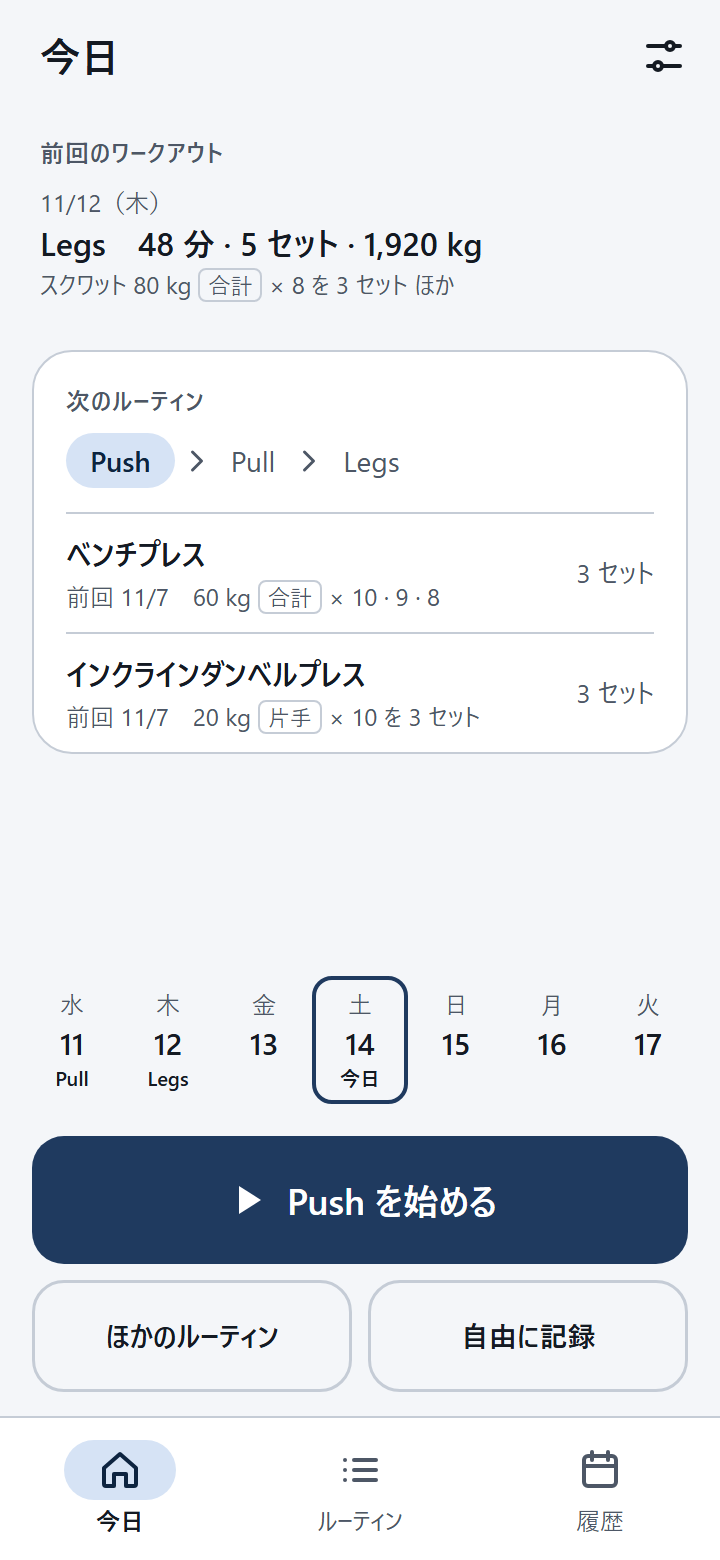 今日
前回のワークアウト
11/12（木）
Legs 48 分 · 5 セット · 1,920 kg
スクワット 80 kg 合計 × 8 を 3 セット ほか
次のルーティン
Push > Pull > Legs
ベンチプレス
前回 11/7 60 kg 合計 × 10 · 9 · 8
3 セット
インクラインダンベルプレス
前回 11/7 20 kg 片手 × 10 を 3 セット
3 セット
水 木 金 土 日 月 火
11 12 13 14 15 16 17
Pull Legs 今日
Push を始める
ほかのルーティン 自由に記録
今日 ルーティン 履歴